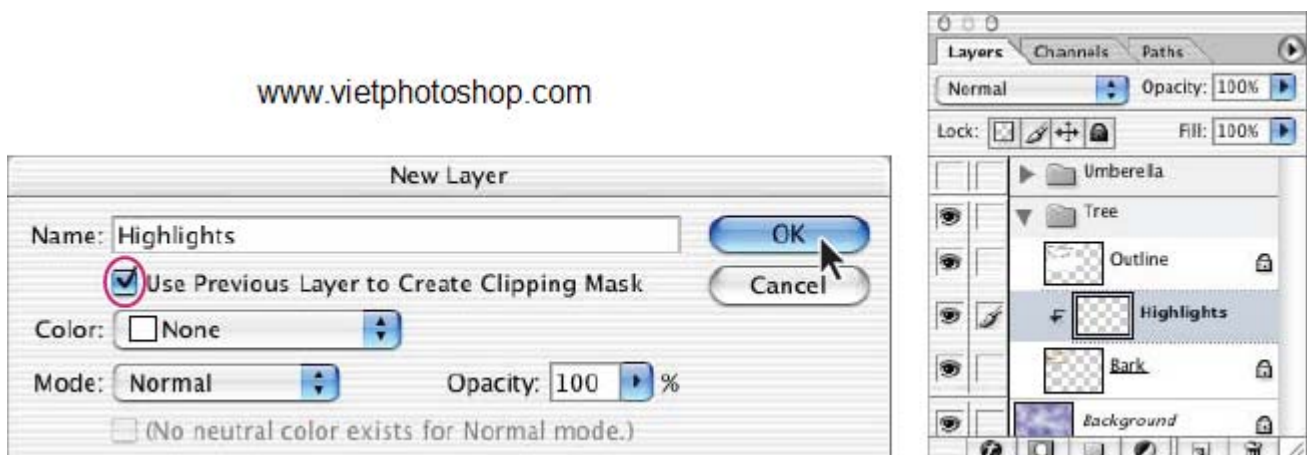 www.vietphotoshop.com
New Layer
Name: Highlights
OK
Use Previous Layer to Create Clipping Mask
Cancel
Color: None
Mode: Normal Opacity: 100 %
(No neutral color exists for Normal mode.)
Layers Channels Paths
Normal Opacity: 100%
Lock: Fill: 100%
Umberella
Tree
Outline
Highlights
Bark
Background